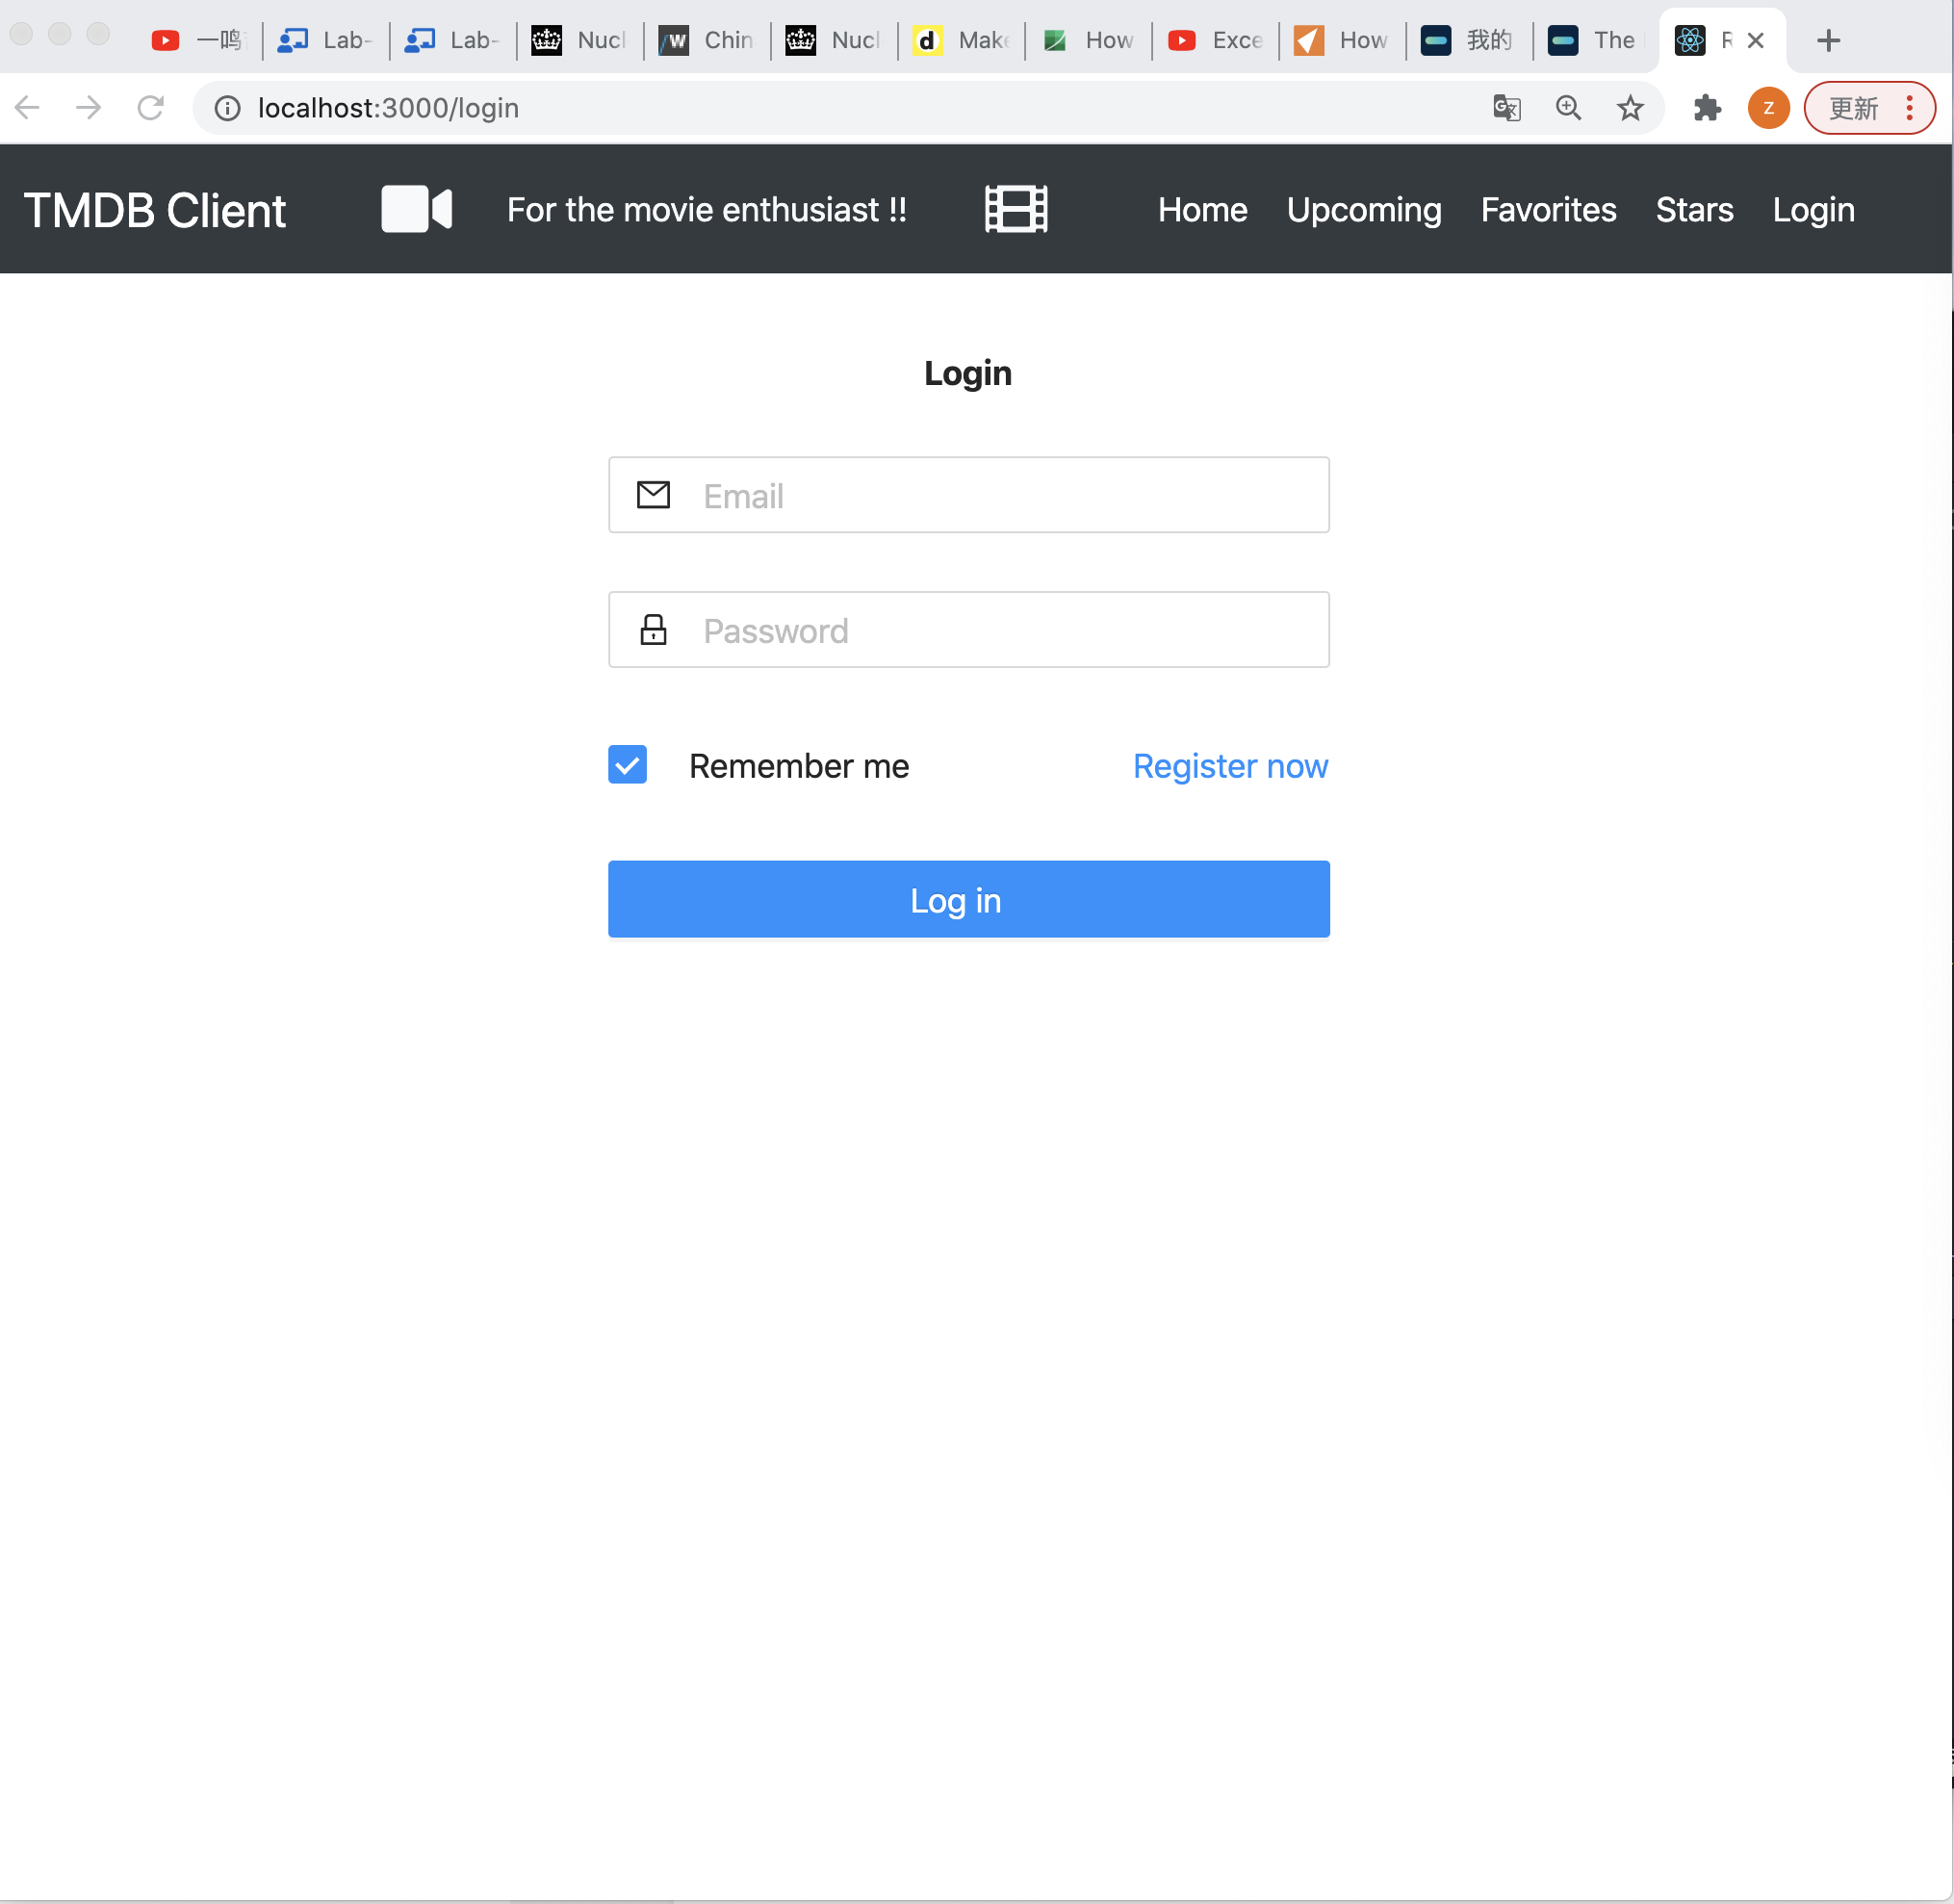 一鸣 Lab- Lab- Nucl Chin Nucl Make How Exce How 我的 The R
localhost:3000/login Z 更新
TMDB Client For the movie enthusiast !! Home Upcoming Favorites Stars Login
Login
Email
Password
Remember me Register now
Log in